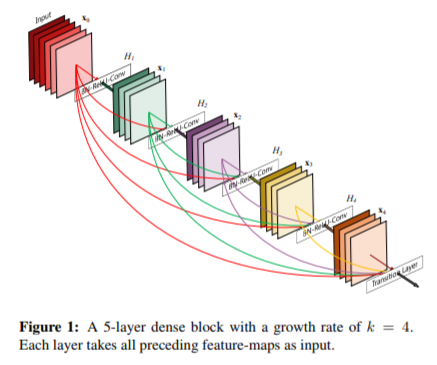 Input
x₀
H₁
BN-ReLU-Conv
x₁
H₂
BN-ReLU-Conv
x₂
H₃
BN-ReLU-Conv
x₃
H₄
BN-ReLU-Conv
x₄
Transition Layer
Figure 1: A 5-layer dense block with a growth rate of k = 4.
Each layer takes all preceding feature-maps as input.